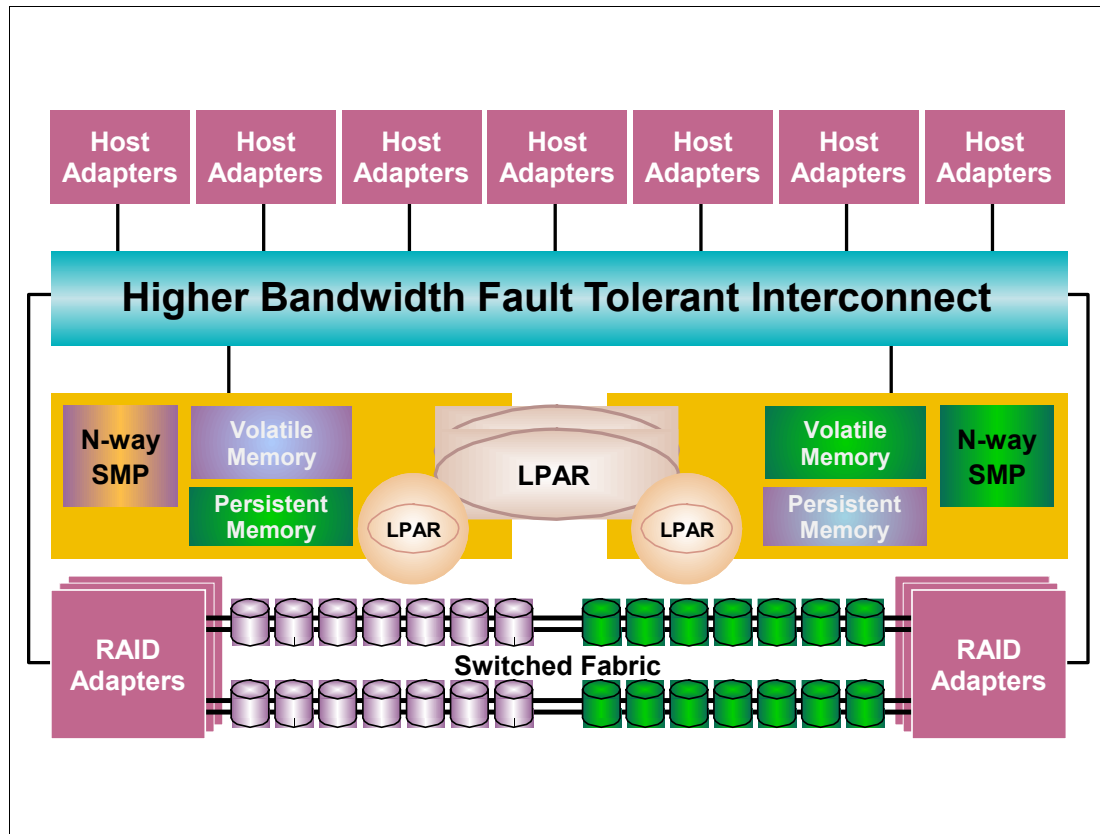 Host
Adapters
Host
Adapters
Host
Adapters
Host
Adapters
Host
Adapters
Host
Adapters
Host
Adapters
Higher Bandwidth Fault Tolerant Interconnect
N-way
SMP
Volatile
Memory
Persistent
Memory
LPAR
LPAR
LPAR
Volatile
Memory
Persistent
Memory
N-way
SMP
RAID
Adapters
Switched Fabric
RAID
Adapters